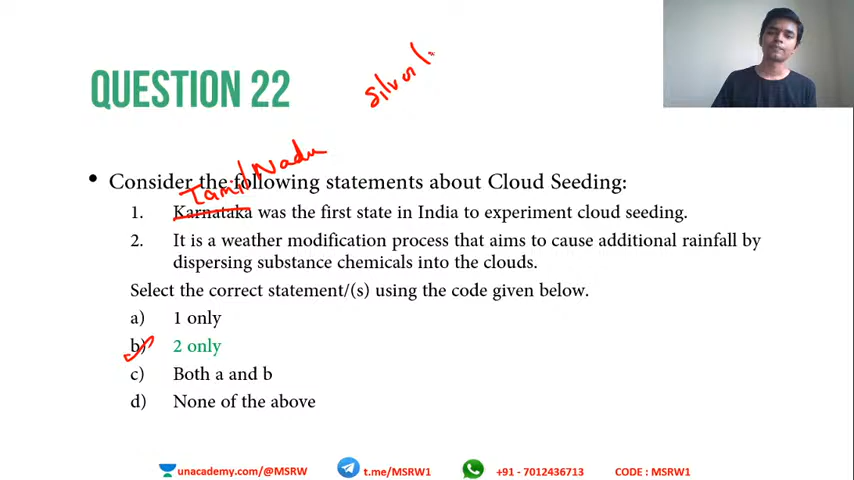 QUESTION 22
Silver
Tamil Nadu
• Consider the following statements about Cloud Seeding:
1. Karnataka was the first state in India to experiment cloud seeding.
2. It is a weather modification process that aims to cause additional rainfall by
dispersing substance chemicals into the clouds.
Select the correct statement/(s) using the code given below.
a) 1 only
b) 2 only
c) Both a and b
d) None of the above
unacademy.com/@MSRW t.me/MSRW1 +91 - 7012436713 CODE : MSRW1